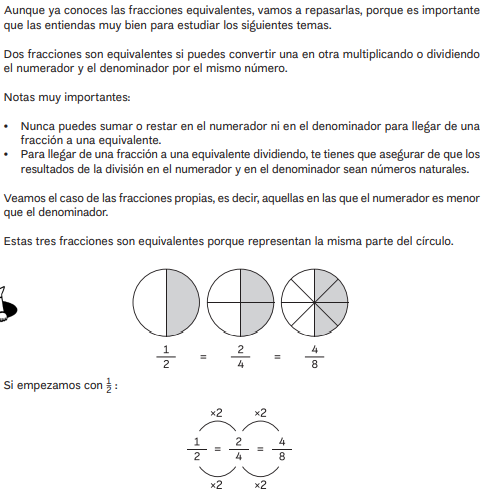 Aunque ya conoces las fracciones equivalentes, vamos a repasarlas, porque es importante
que las entiendas muy bien para estudiar los siguientes temas.
Dos fracciones son equivalentes si puedes convertir una en otra multiplicando o dividiendo
el numerador y el denominador por el mismo número.
Notas muy importantes:
• Nunca puedes sumar o restar en el numerador ni en el denominador para llegar de una
fracción a una equivalente.
• Para llegar de una fracción a una equivalente dividiendo, te tienes que asegurar de que los
resultados de la división en el numerador y en el denominador sean números naturales.
Veamos el caso de las fracciones propias, es decir, aquellas en las que el numerador es menor
que el denominador.
Estas tres fracciones son equivalentes porque representan la misma parte del círculo.
1/2 = 2/4 = 4/8
Si empezamos con 1/2 :
×2 ×2
1/2 = 2/4 = 4/8
×2 ×2